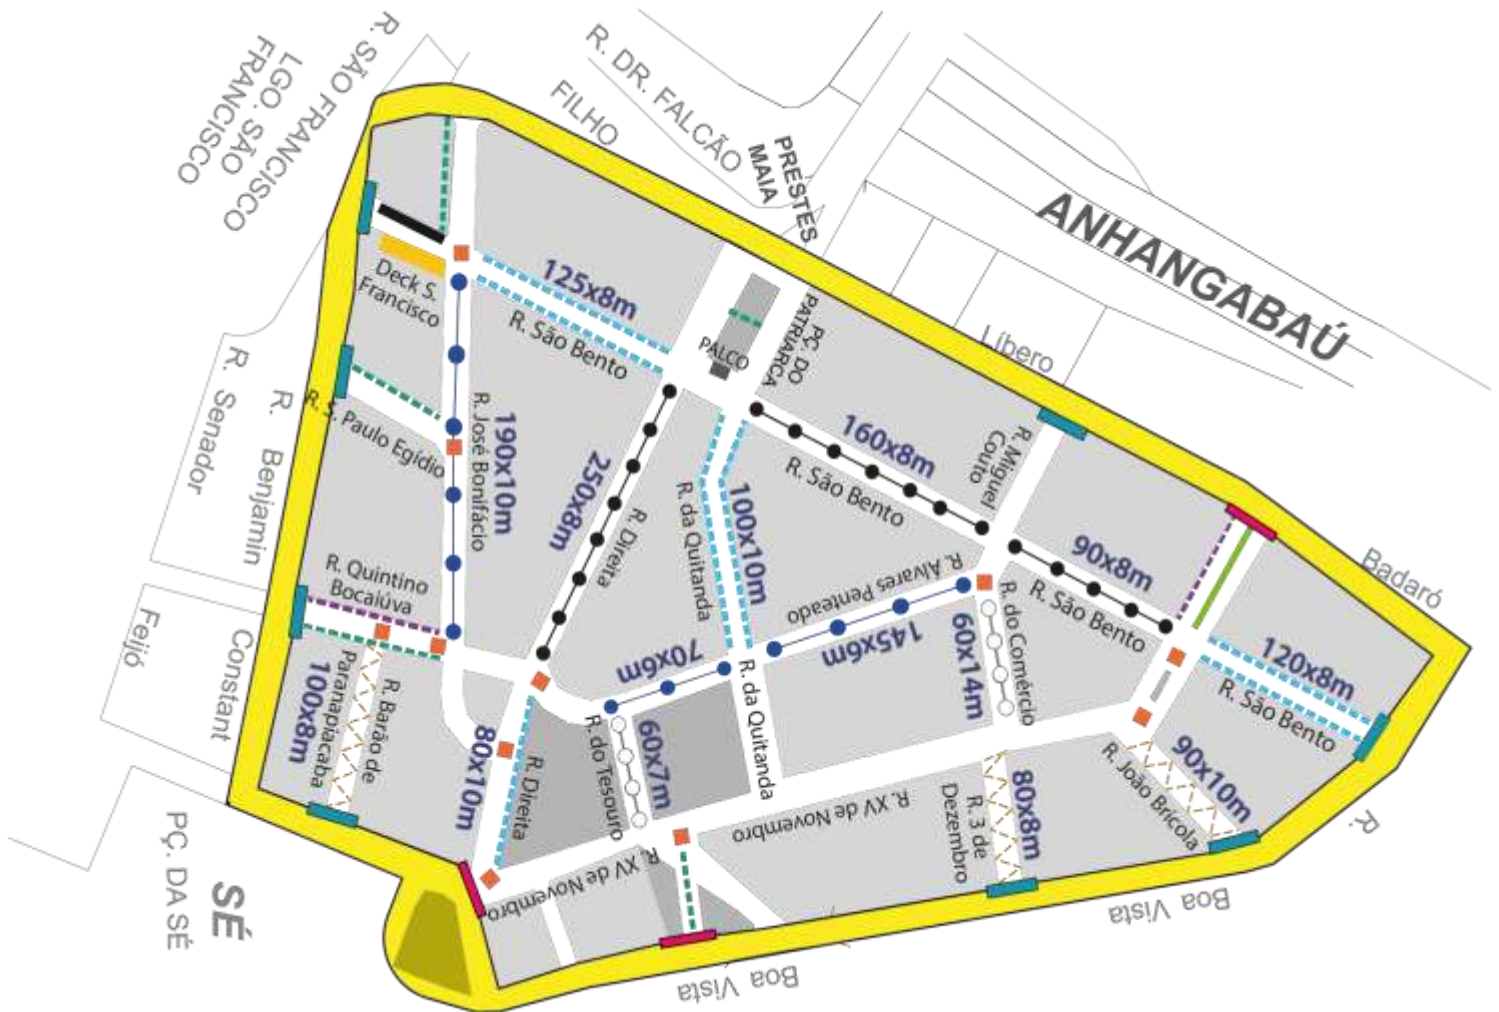 R. SÃO FRANCISCO
LGO. SÃO
FRANCISCO
FILHO
R. DR. FALCÃO
PRESTES
MAIA
ANHANGABAÚ
Líbero
Badaró
R.
Deck S.
Francisco
125x8m
R. São Bento
PALCO
PÇ. DO
PATRIARCA
160x8m
R. São Bento
R. Miguel
Couto
90x8m
R. São Bento
120x8m
R. São Bento
R. Senador
Feijó
R. Benjamin
Constant
R. S. Paulo Egídio
190x10m
R. José Bonifácio
250x8m
R. Direita
100x10m
R. da Quitanda
R. Álvares Penteado
145x6m
70x6m
R. do Comércio
60x14m
R. Quintino
Bocaiúva
R. Barão de
Paranapiacaba
100x8m
80x10m
R. Direita
R. do Tesouro
60x7m
R. da Quitanda
R. XV de Novembro
R. XV de Novembro
R. 3 de
Dezembro
80x8m
R. João Brícola
90x10m
Boa Vista
Boa Vista
PÇ. DA SÉ
SÉ